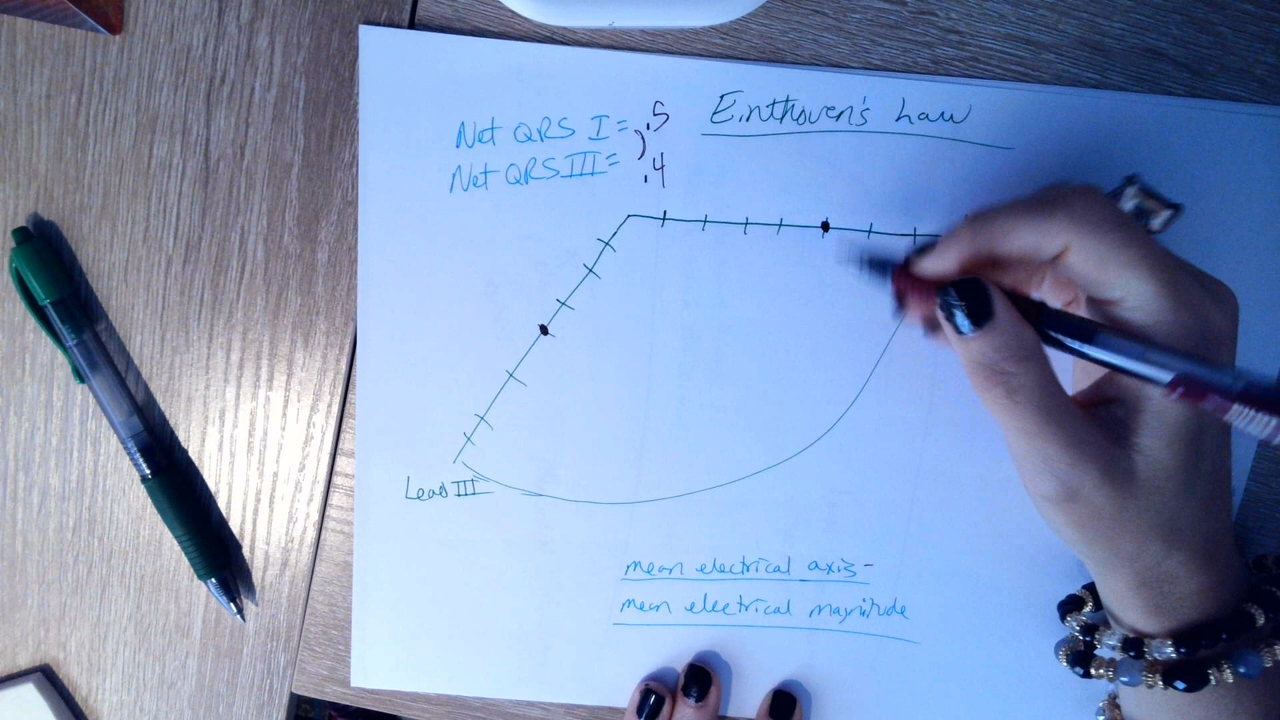 Einthoven's Law
Net QRS I = .5
Net QRS III = .4
Lead III
mean electrical axis-
mean electrical magnitude